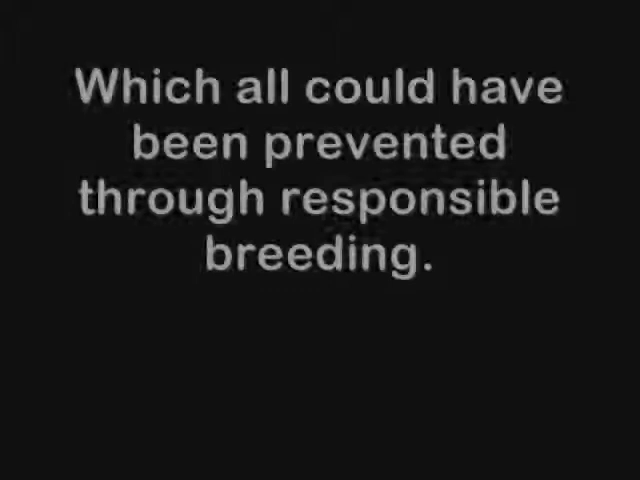 Which all could have
been prevented
through responsible
breeding.